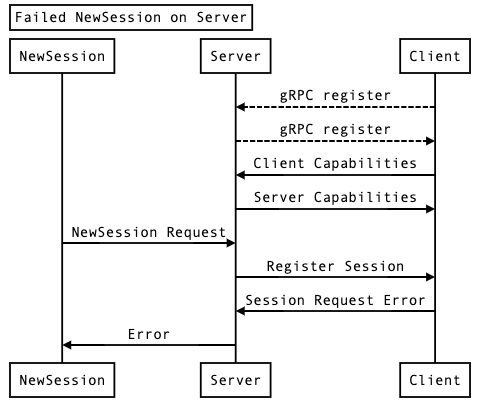 Failed NewSession on Server
NewSession Server Client
gRPC register
gRPC register
Client Capabilities
Server Capabilities
NewSession Request
Register Session
Session Request Error
Error
NewSession Server Client